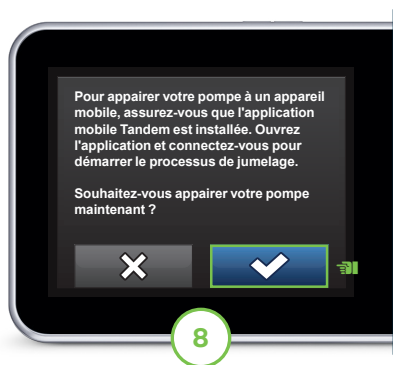 Pour appairer votre pompe à un appareil
mobile, assurez-vous que l'application
mobile Tandem est installée. Ouvrez
l'application et connectez-vous pour
démarrer le processus de jumelage.
Souhaitez-vous appairer votre pompe
maintenant ?
8